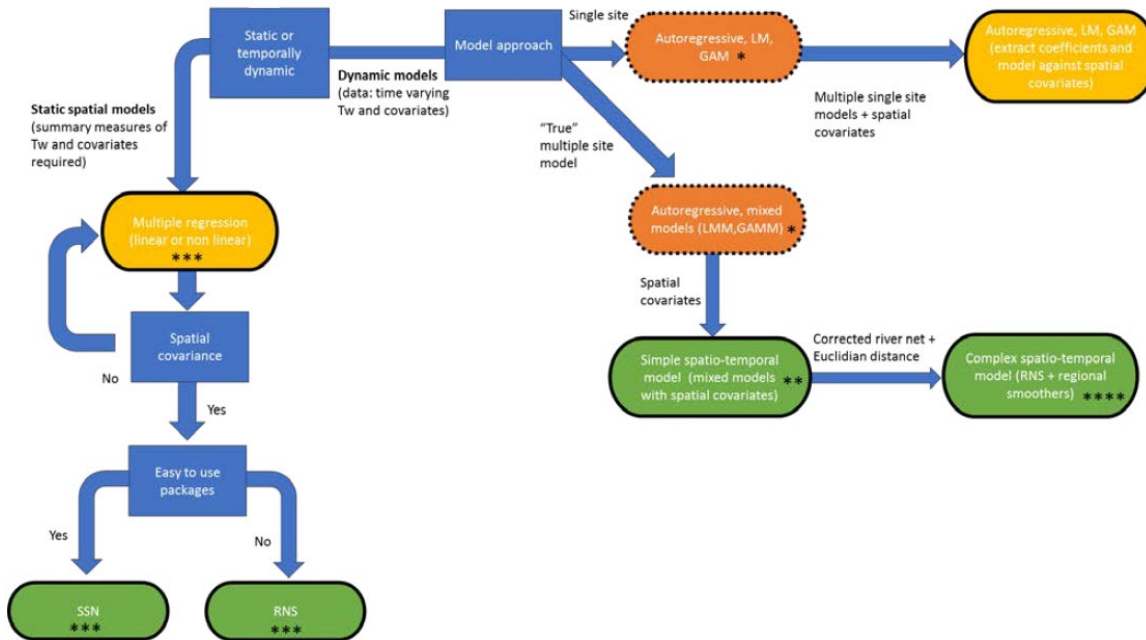 Static or
temporally
dynamic
Model approach
Single site
Autoregressive, LM,
GAM *
Autoregressive, LM, GAM
(extract coefficients and
model against spatial
covariates)
Dynamic models
(data: time varying
Tw and covariates)
Multiple single site
models + spatial
covariates
Static spatial models
(summary measures of
Tw and covariates
required)
"True"
multiple site
model
Multiple regression
(linear or non linear)
***
Autoregressive, mixed
models (LMM,GAMM) *
Spatial
covariates
Spatial
covariance
No
Yes
Simple spatio-temporal
model (mixed models **
with spatial covariates)
Corrected river net +
Euclidian distance
Complex spatio-temporal
model (RNS + regional
smoothers) ****
Easy to use
packages
Yes
No
SSN
***
RNS
***